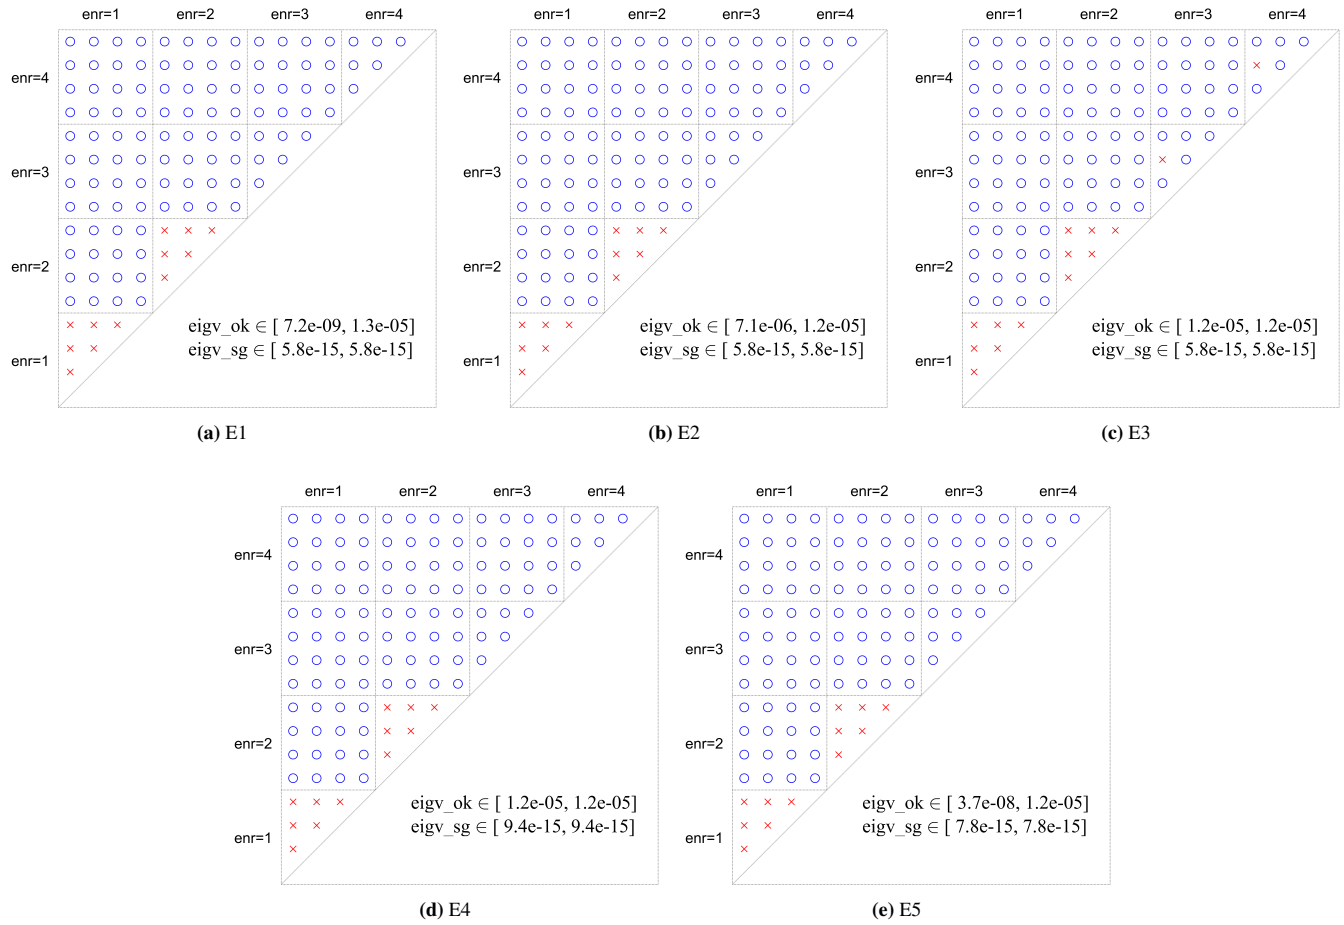 enr=1 enr=2 enr=3 enr=4
enr=4
enr=3
enr=2
enr=1
eigv_ok ∈ [ 7.2e-09, 1.3e-05]
eigv_sg ∈ [ 5.8e-15, 5.8e-15]
(a) E1
enr=1 enr=2 enr=3 enr=4
enr=4
enr=3
enr=2
enr=1
eigv_ok ∈ [ 7.1e-06, 1.2e-05]
eigv_sg ∈ [ 5.8e-15, 5.8e-15]
(b) E2
enr=1 enr=2 enr=3 enr=4
enr=4
enr=3
enr=2
enr=1
eigv_ok ∈ [ 1.2e-05, 1.2e-05]
eigv_sg ∈ [ 5.8e-15, 5.8e-15]
(c) E3
enr=1 enr=2 enr=3 enr=4
enr=4
enr=3
enr=2
enr=1
eigv_ok ∈ [ 1.2e-05, 1.2e-05]
eigv_sg ∈ [ 9.4e-15, 9.4e-15]
(d) E4
enr=1 enr=2 enr=3 enr=4
enr=4
enr=3
enr=2
enr=1
eigv_ok ∈ [ 3.7e-08, 1.2e-05]
eigv_sg ∈ [ 7.8e-15, 7.8e-15]
(e) E5